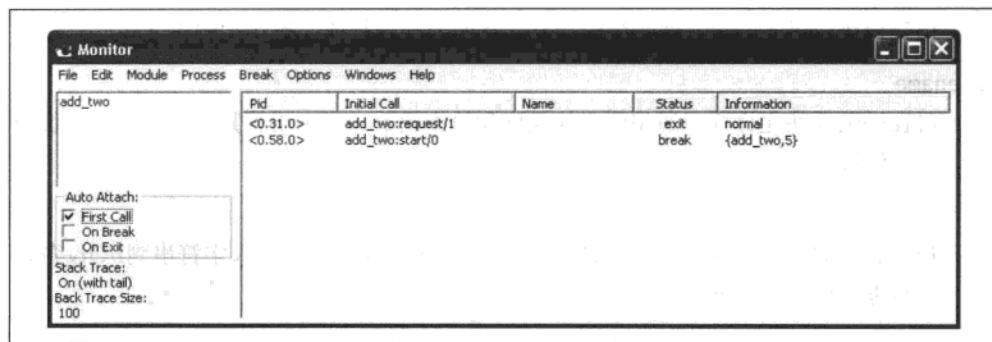 Monitor
File Edit Module Process Break Options Windows Help
add_two
Pid Initial Call Name Status Information
<0.31.0> add_two:request/1 exit normal
<0.58.0> add_two:start/0 break {add_two,5}
Auto Attach:
First Call
On Break
On Exit
Stack Trace:
On (with tail)
Back Trace Size:
100